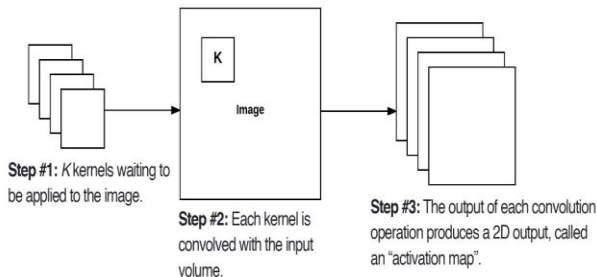 K
Image
Step #1: K kernels waiting to
be applied to the image.
Step #2: Each kernel is
convolved with the input
volume.
Step #3: The output of each convolution
operation produces a 2D output, called
an “activation map”.